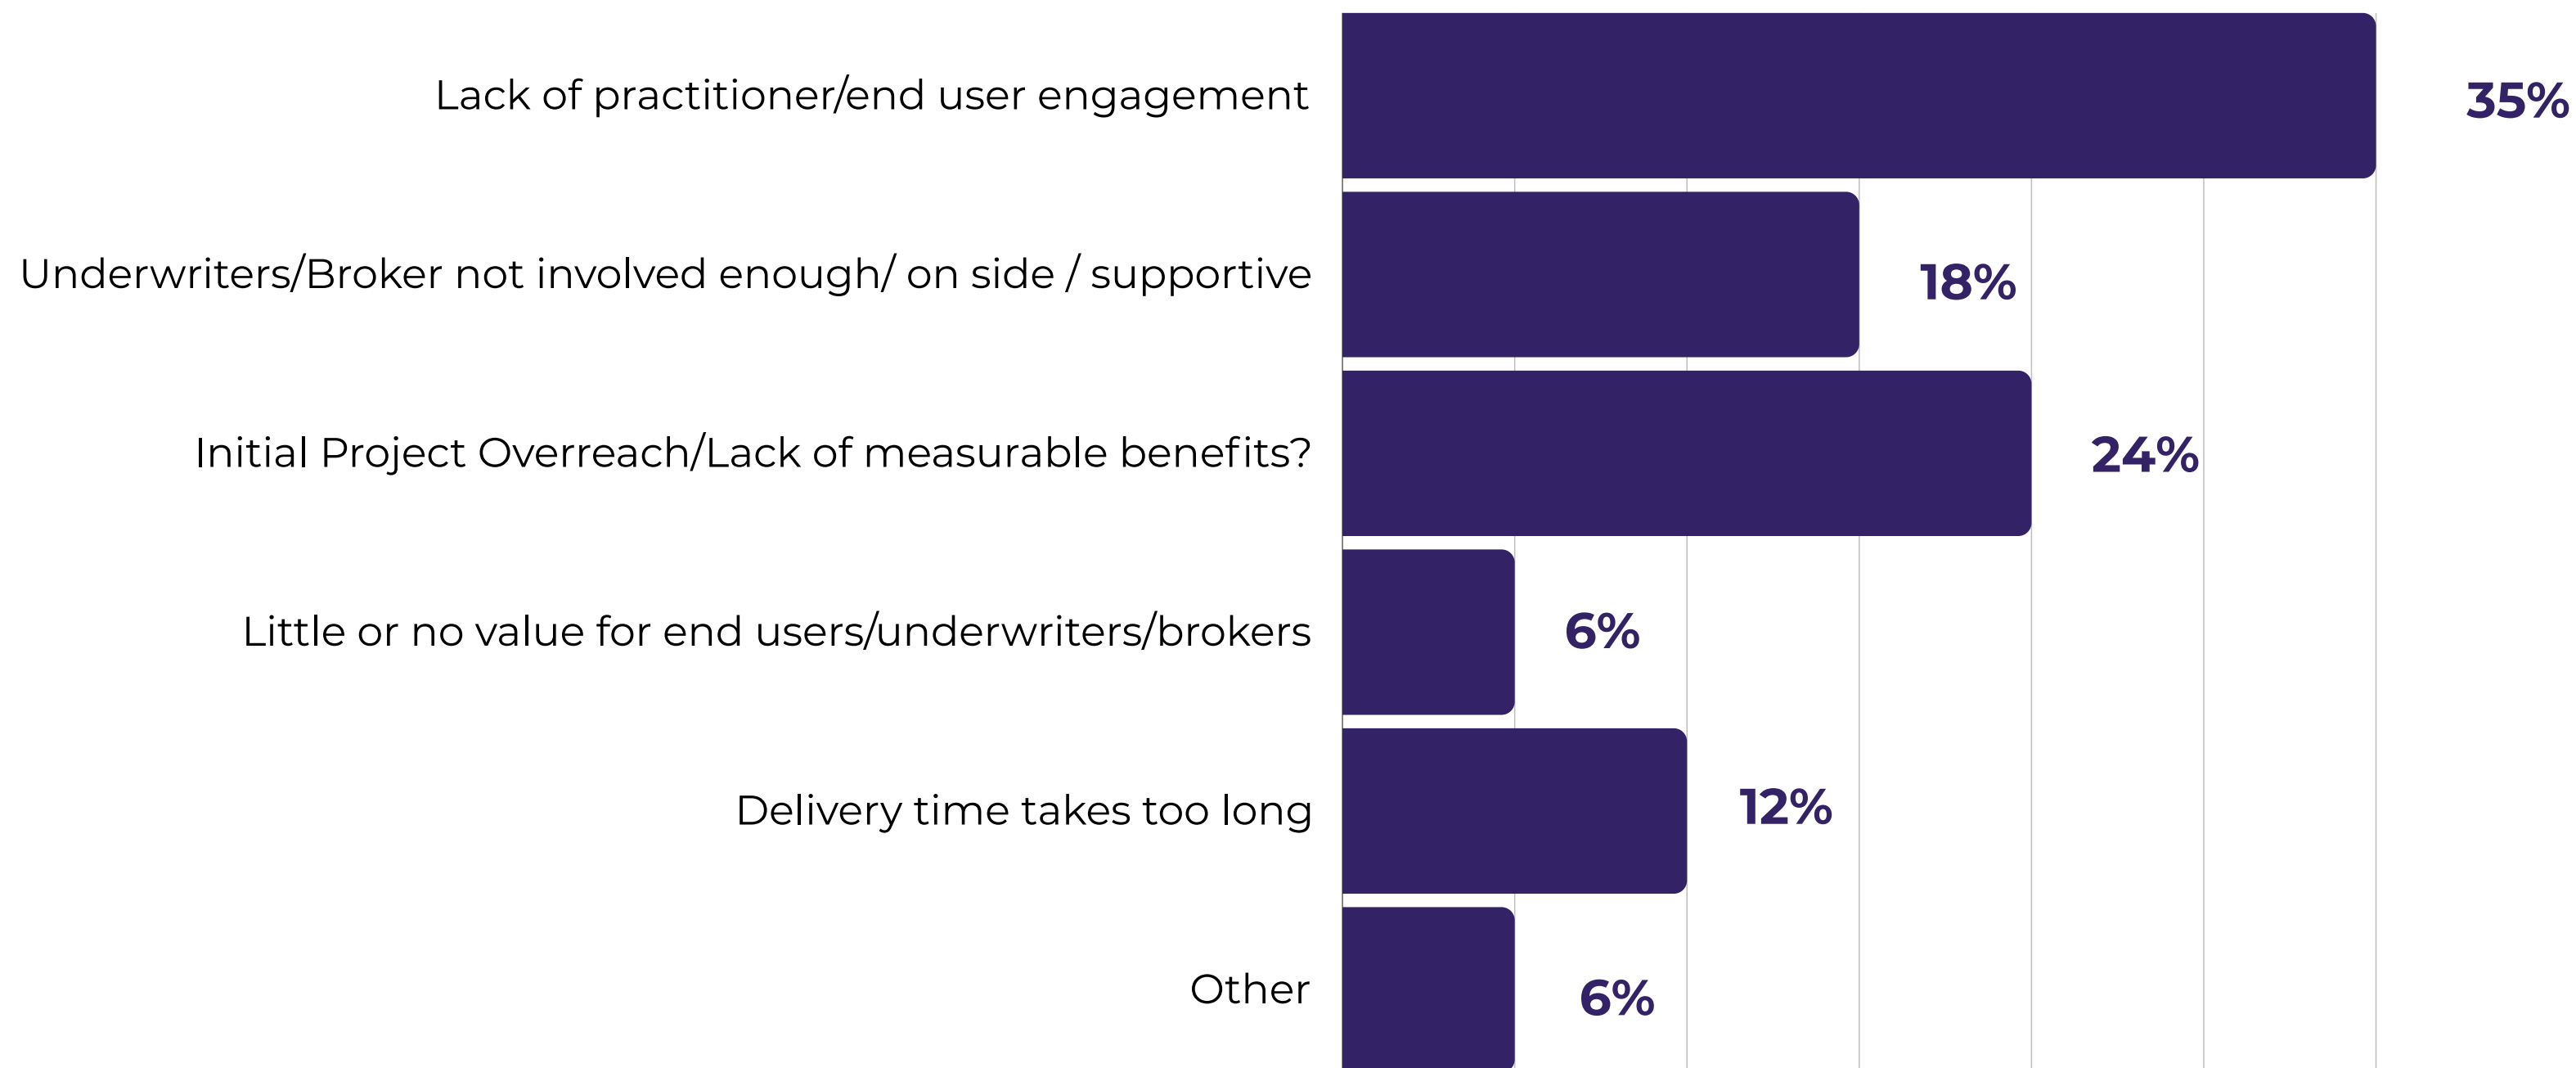 Lack of practitioner/end user engagement
35%
Underwriters/Broker not involved enough/ on side / supportive
18%
Initial Project Overreach/Lack of measurable benefits?
24%
Little or no value for end users/underwriters/brokers
6%
Delivery time takes too long
12%
Other
6%